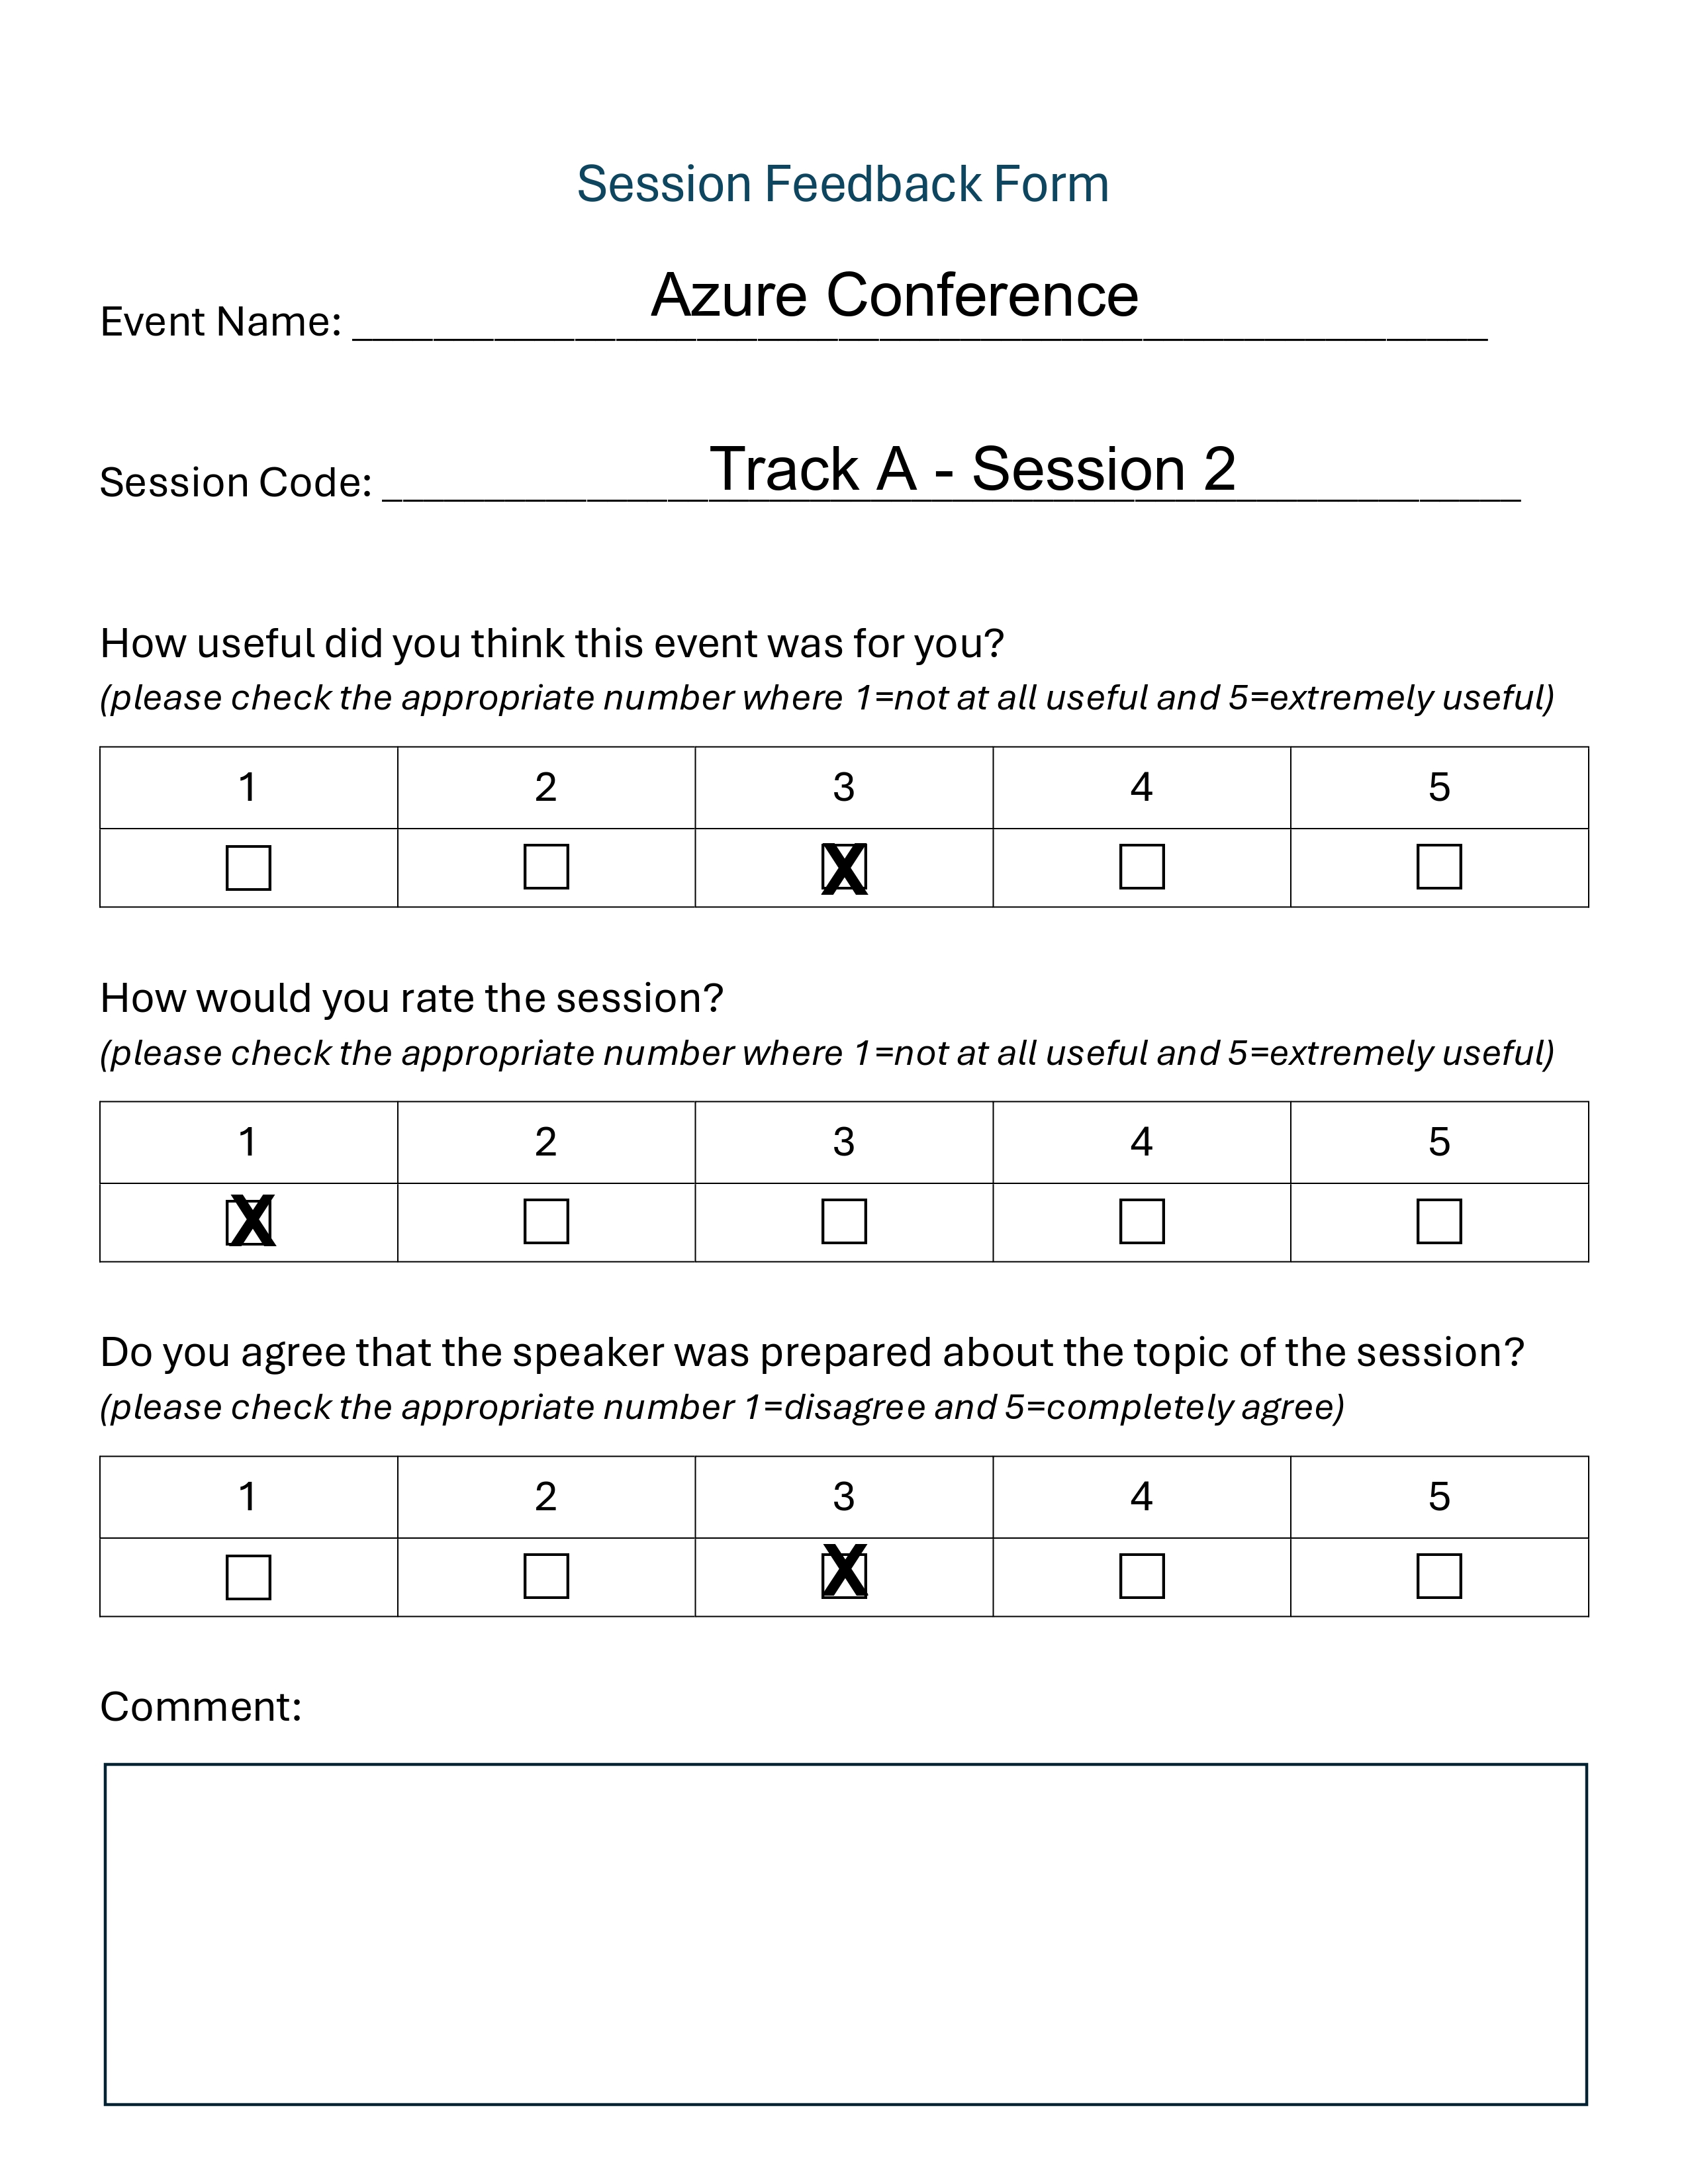 Session Feedback Form
Event Name: Azure Conference
Session Code: Track A - Session 2
How useful did you think this event was for you?
(please check the appropriate number where 1=not at all useful and 5=extremely useful)
1 2 3 4 5
☐ ☐ X ☐ ☐
How would you rate the session?
(please check the appropriate number where 1=not at all useful and 5=extremely useful)
1 2 3 4 5
X ☐ ☐ ☐ ☐
Do you agree that the speaker was prepared about the topic of the session?
(please check the appropriate number 1=disagree and 5=completely agree)
1 2 3 4 5
☐ ☐ X ☐ ☐
Comment: